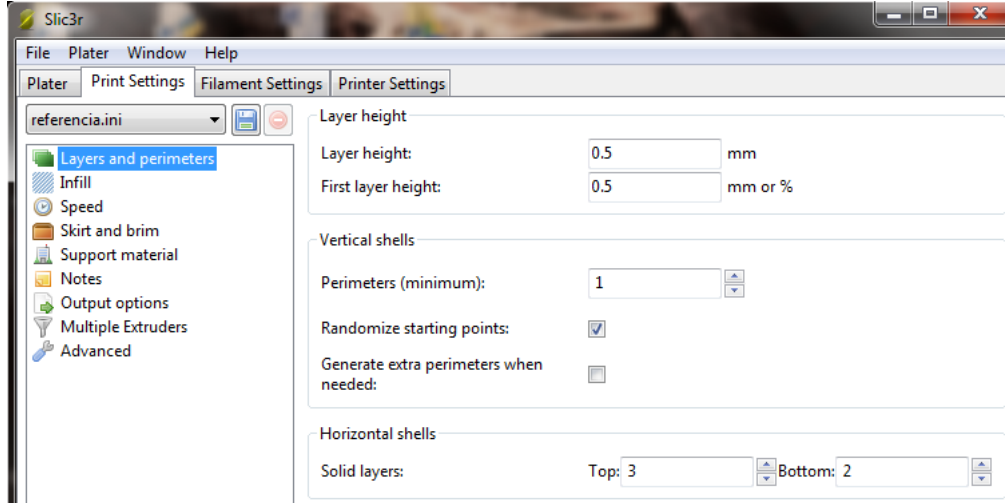 Slic3r
File Plater Window Help
Plater Print Settings Filament Settings Printer Settings
referencia.ini
Layers and perimeters
Infill
Speed
Skirt and brim
Support material
Notes
Output options
Multiple Extruders
Advanced
Layer height
Layer height: 0.5 mm
First layer height: 0.5 mm or %
Vertical shells
Perimeters (minimum): 1
Randomize starting points:
Generate extra perimeters when
needed:
Horizontal shells
Solid layers: Top: 3 Bottom: 2